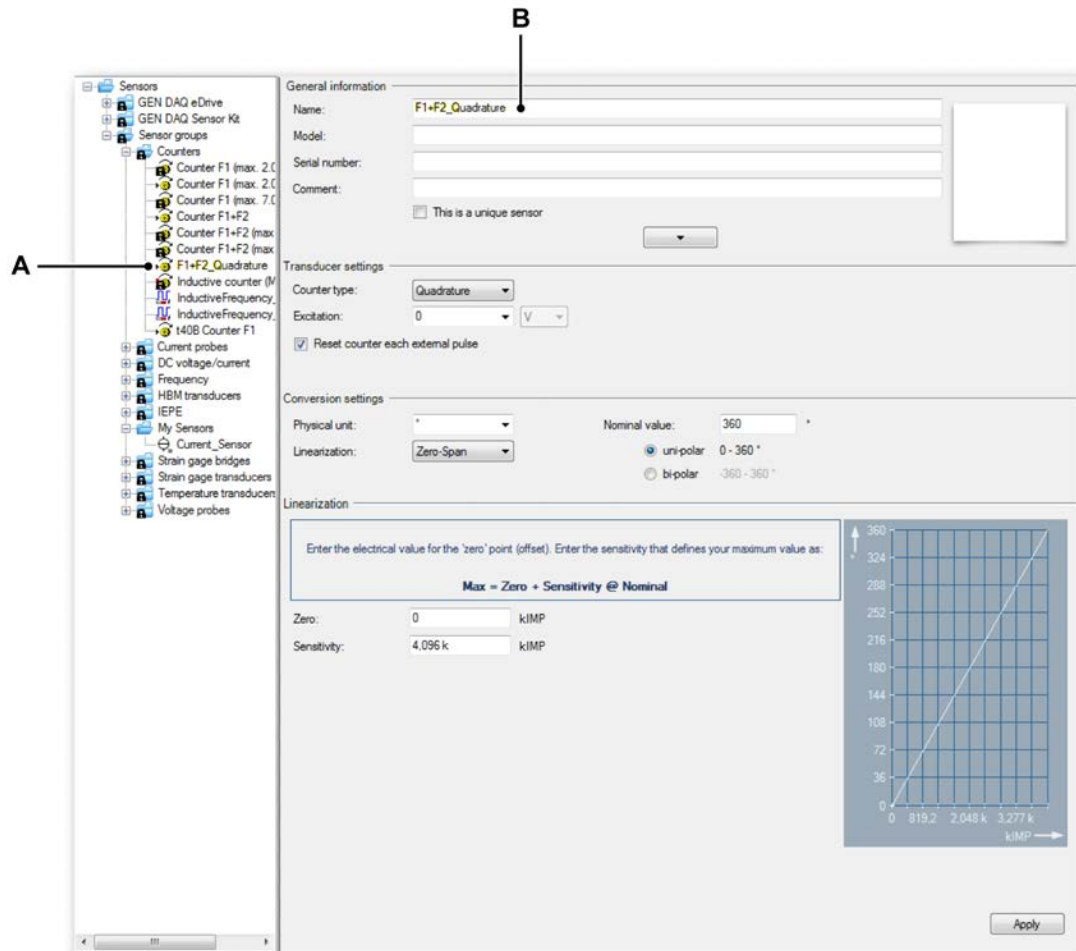 B
A
Sensors
GEN DAQ eDrive
GEN DAQ Sensor Kit
Sensor groups
Counters
Counter F1 (max. 2.0
Counter F1 (max. 2.0
Counter F1 (max. 7.0
Counter F1+F2
Counter F1+F2 (max
Counter F1+F2 (max
F1+F2_Quadrature
Inductive counter (M
InductiveFrequency_
InductiveFrequency_
t40B Counter F1
Current probes
DC voltage/current
Frequency
HBM transducers
IEPE
My Sensors
Current_Sensor
Strain gage bridges
Strain gage transducers
Temperature transducers
Voltage probes
General information
Name: F1+F2_Quadrature
Model:
Serial number:
Comment:
This is a unique sensor
Transducer settings
Counter type: Quadrature
Excitation: 0 V
Reset counter each external pulse
Conversion settings
Physical unit: ° Nominal value: 360 °
Linearization: Zero-Span uni-polar 0 - 360 °
bi-polar -360 - 360 °
Linearization
Enter the electrical value for the 'zero' point (offset). Enter the sensitivity that defines your maximum value as:
Max = Zero + Sensitivity @ Nominal
Zero: 0 kIMP
Sensitivity: 4,096 k kIMP
360
324
°
288
252
216
180
144
108
72
36
0
0 819,2 2,048 k 3,277 k
kIMP
Apply